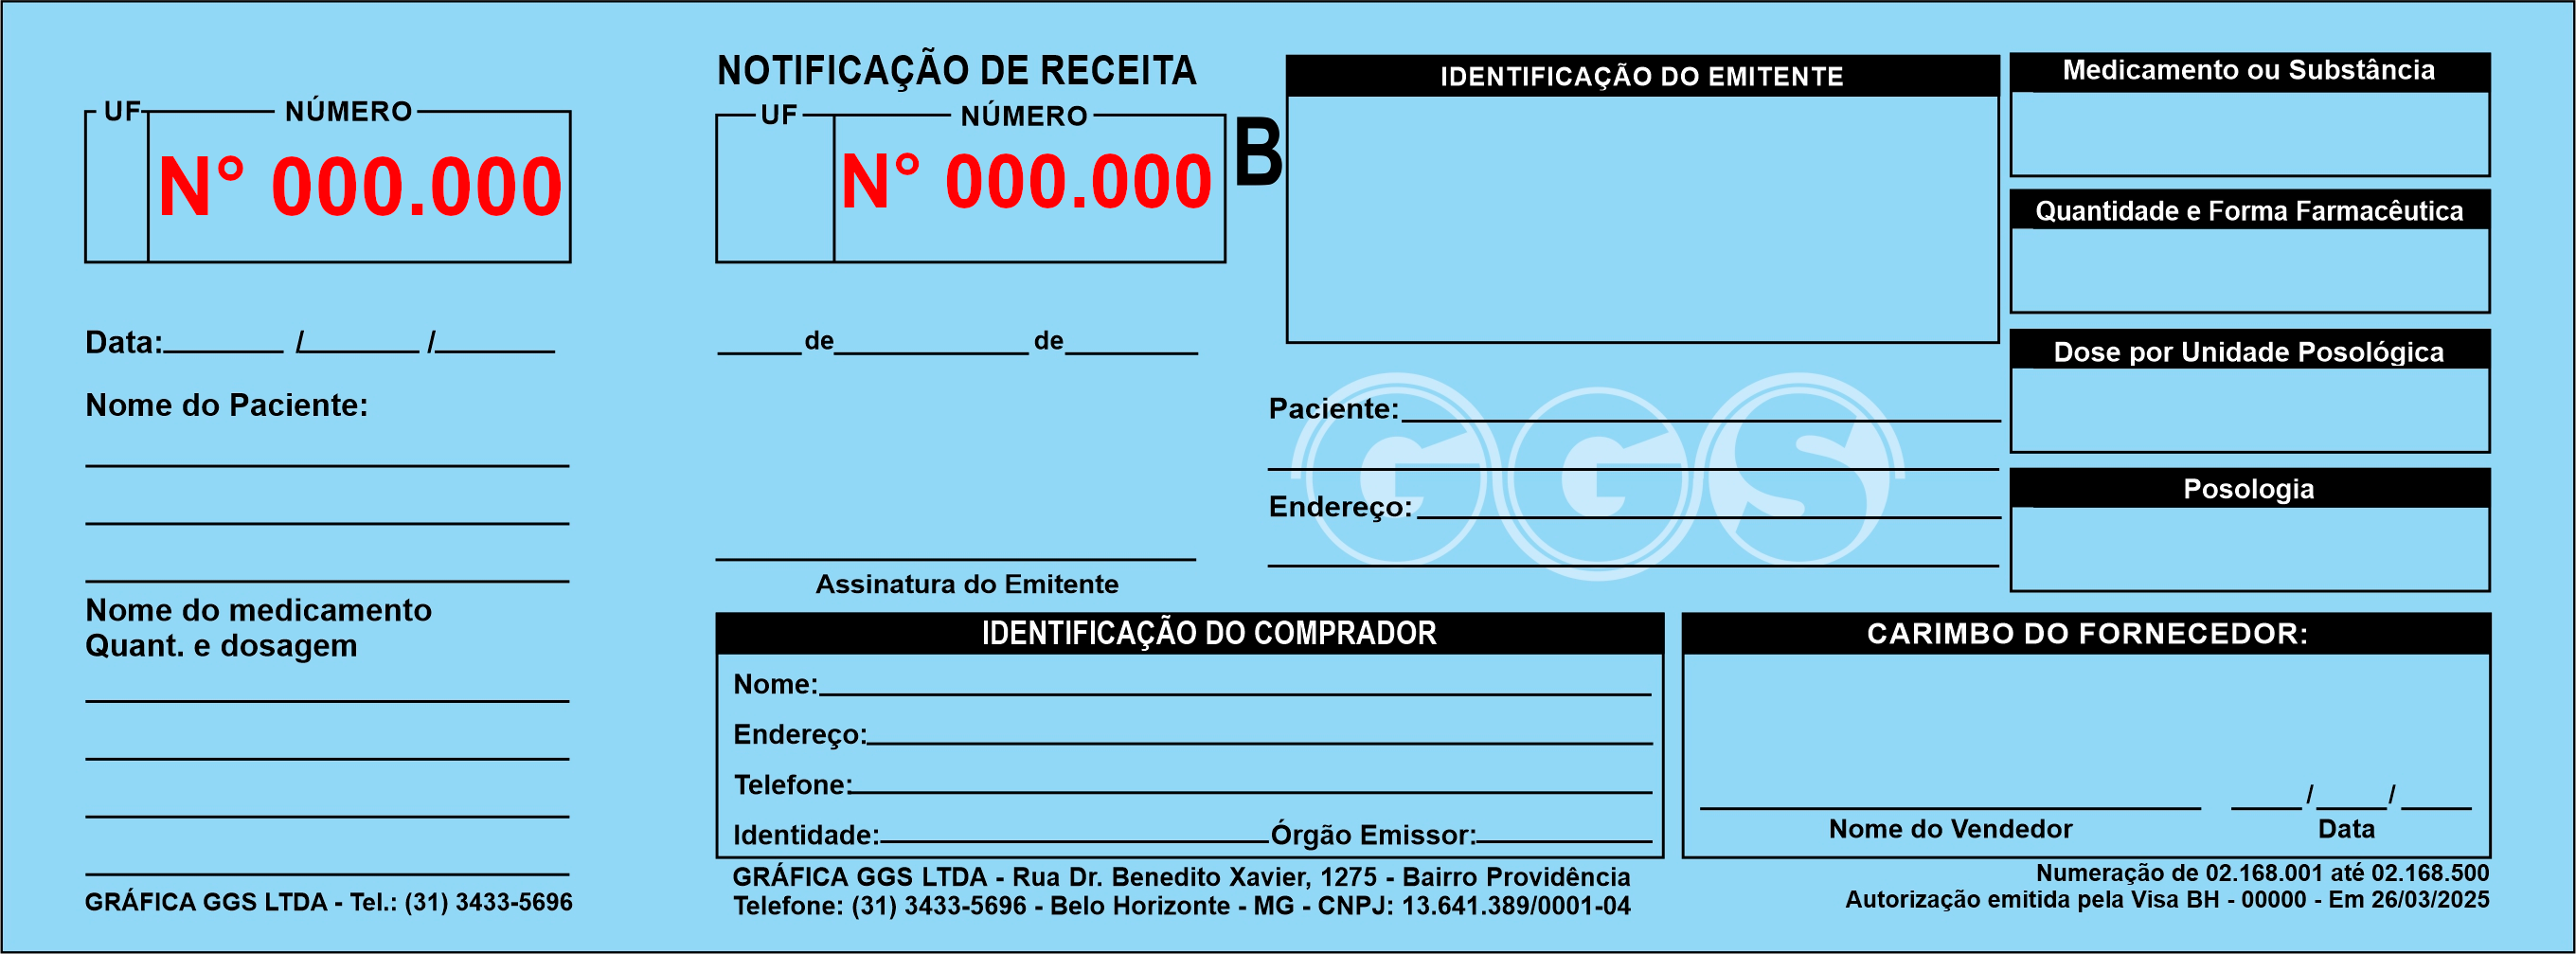 UF NÚMERO
N° 000.000
Data: / /
Nome do Paciente:
Nome do medicamento
Quant. e dosagem
GRÁFICA GGS LTDA - Tel.: (31) 3433-5696
NOTIFICAÇÃO DE RECEITA
UF NÚMERO
N° 000.000
B
de de
Assinatura do Emitente
IDENTIFICAÇÃO DO EMITENTE
GGS
Paciente:
Endereço:
Medicamento ou Substância
Quantidade e Forma Farmacêutica
Dose por Unidade Posológica
Posologia
IDENTIFICAÇÃO DO COMPRADOR
Nome:
Endereço:
Telefone:
Identidade: Órgão Emissor:
CARIMBO DO FORNECEDOR:
/ /
Nome do Vendedor Data
GRÁFICA GGS LTDA - Rua Dr. Benedito Xavier, 1275 - Bairro Providência
Telefone: (31) 3433-5696 - Belo Horizonte - MG - CNPJ: 13.641.389/0001-04
Numeração de 02.168.001 até 02.168.500
Autorização emitida pela Visa BH - 00000 - Em 26/03/2025